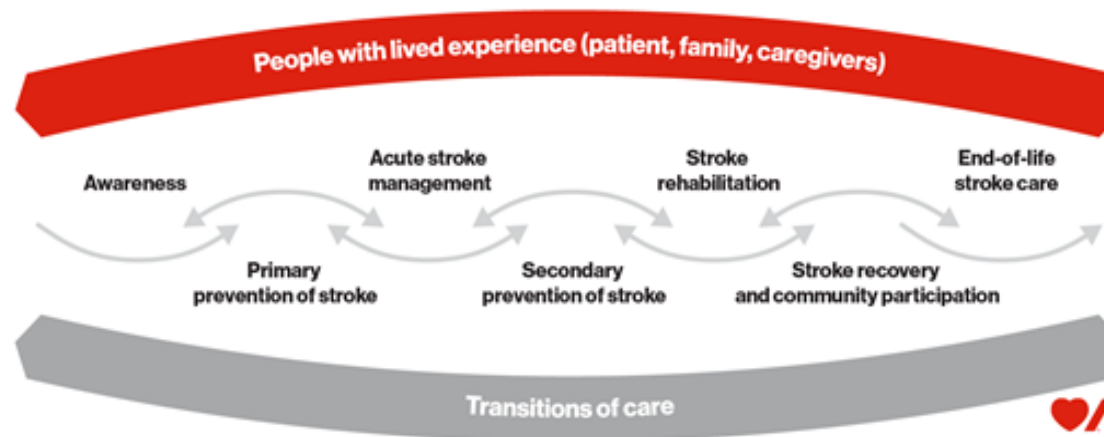 People with lived experience (patient, family, caregivers)
Awareness
Acute stroke
management
Stroke
rehabilitation
End-of-life
stroke care
Primary
prevention of stroke
Secondary
prevention of stroke
Stroke recovery
and community participation
Transitions of care